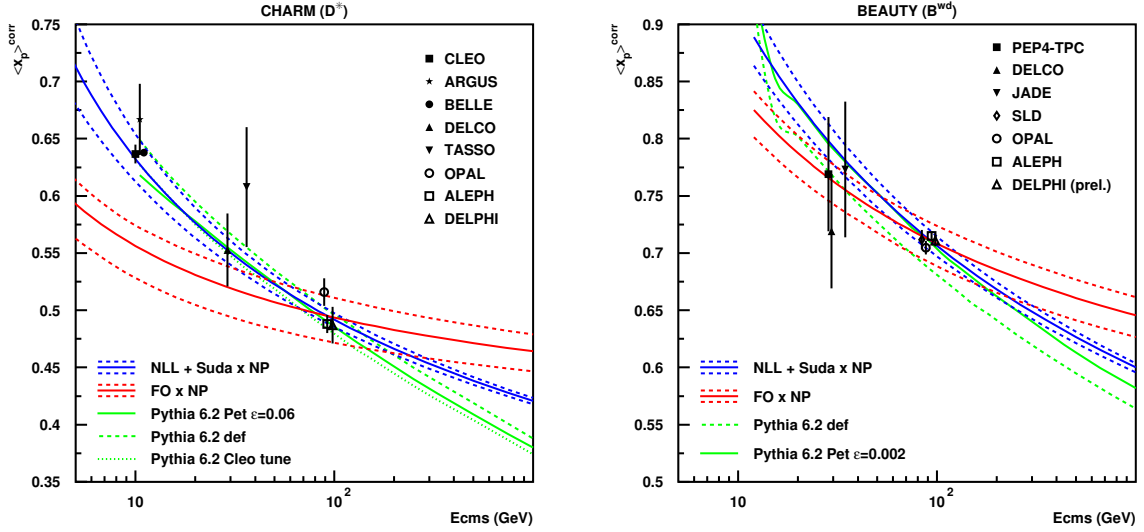 CHARM (D*)
<x_p>^corr
0.75
0.7
0.65
0.6
0.55
0.5
0.45
0.4
0.35
CLEO
ARGUS
BELLE
DELCO
TASSO
OPAL
ALEPH
DELPHI
NLL + Suda x NP
FO x NP
Pythia 6.2 Pet ε=0.06
Pythia 6.2 def
Pythia 6.2 Cleo tune
10
10^2
Ecms (GeV)
BEAUTY (B^wd)
<x_p>^corr
0.9
0.85
0.8
0.75
0.7
0.65
0.6
0.55
0.5
PEP4-TPC
DELCO
JADE
SLD
OPAL
ALEPH
DELPHI (prel.)
NLL + Suda x NP
FO x NP
Pythia 6.2 def
Pythia 6.2 Pet ε=0.002
10
10^2
Ecms (GeV)